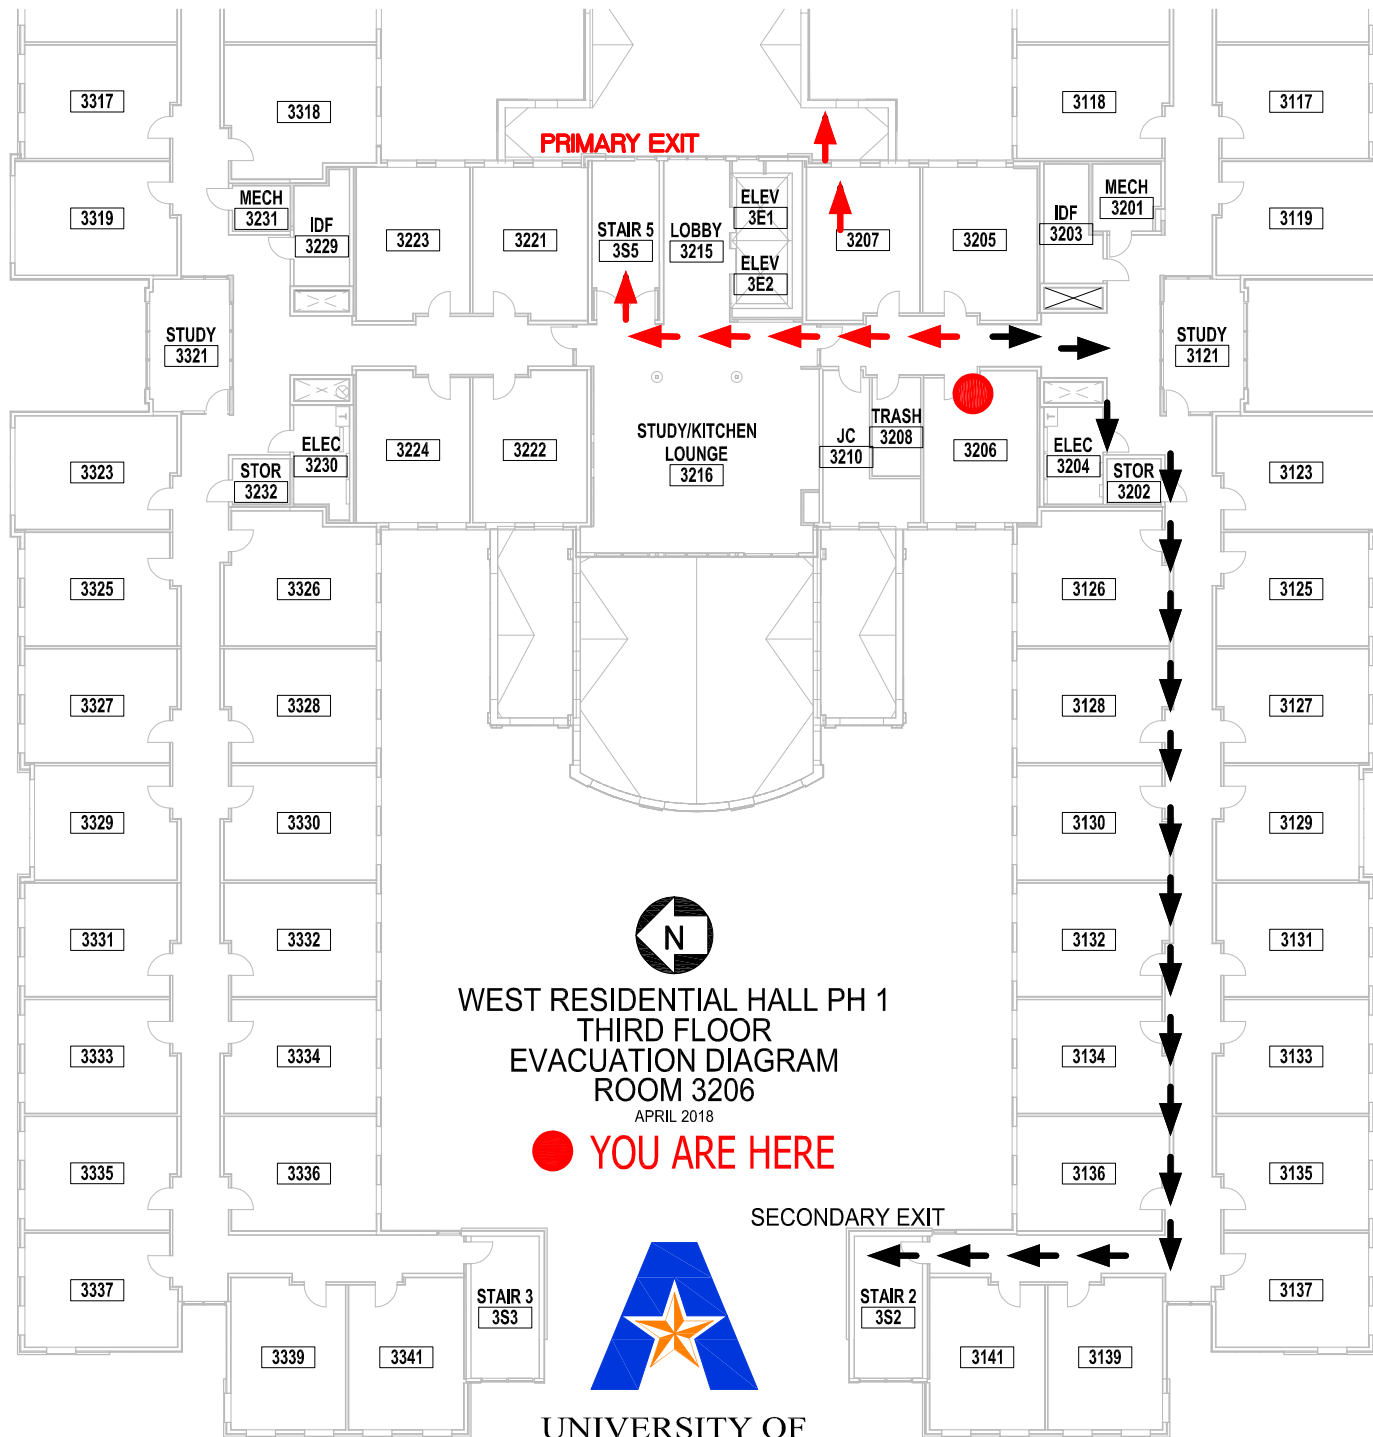 3317
3318
3118
3117
PRIMARY EXIT
MECH
3231
IDF
3229
3319
3223
3221
STAIR 5
3S5
LOBBY
3215
ELEV
3E1
ELEV
3E2
3207
3205
IDF
3203
MECH
3201
3119
STUDY
3321
STUDY
3121
3323
STOR
3232
ELEC
3230
3224
3222
STUDY/KITCHEN
LOUNGE
3216
JC
3210
TRASH
3208
3206
ELEC
3204
STOR
3202
3123
3325
3326
3126
3125
3327
3328
3128
3127
3329
3330
3130
3129
3331
3332
3132
3131
N
WEST RESIDENTIAL HALL PH 1
THIRD FLOOR
EVACUATION DIAGRAM
ROOM 3206
APRIL 2018
YOU ARE HERE
3333
3334
3134
3133
3335
3336
3136
3135
SECONDARY EXIT
3337
STAIR 3
3S3
STAIR 2
3S2
3137
3339
3341
3141
3139
UNIVERSITY OF